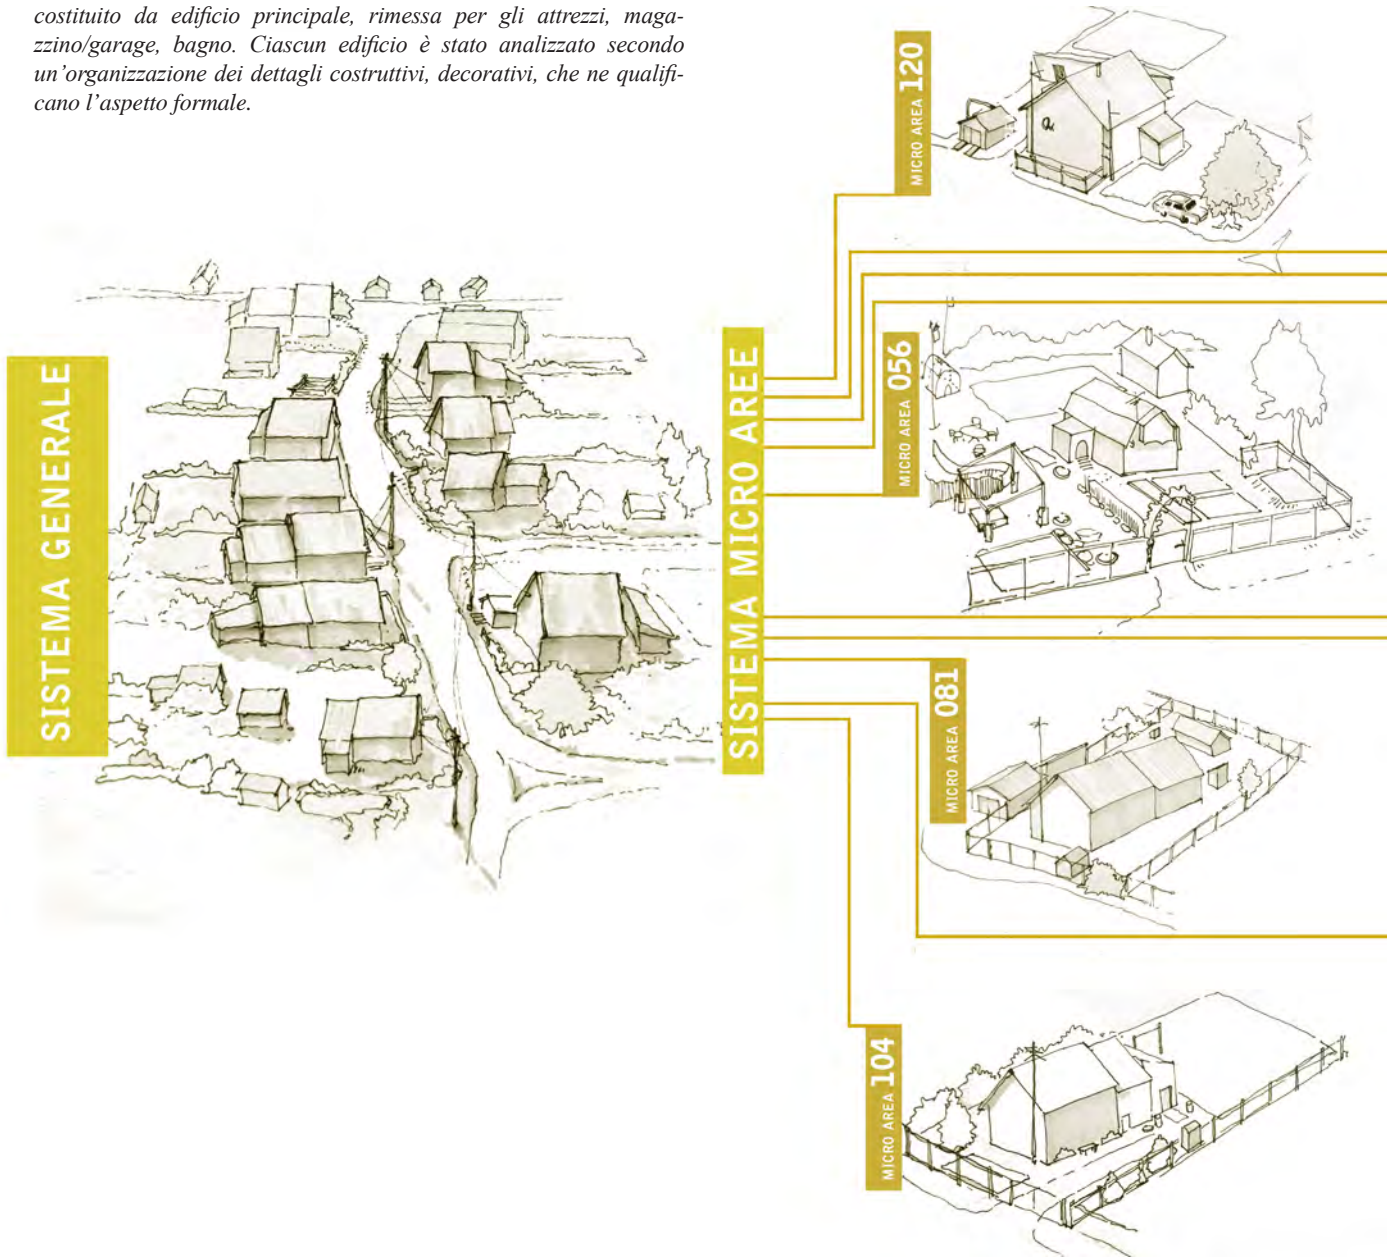 costituito da edificio principale, rimessa per gli attrezzi, maga-
zzino/garage, bagno. Ciascun edificio è stato analizzato secondo
un’organizzazione dei dettagli costruttivi, decorativi, che ne qualifi-
cano l’aspetto formale.
SISTEMA GENERALE
SISTEMA MICRO AREE
MICRO AREA 120
MICRO AREA 056
MICRO AREA 081
MICRO AREA 104